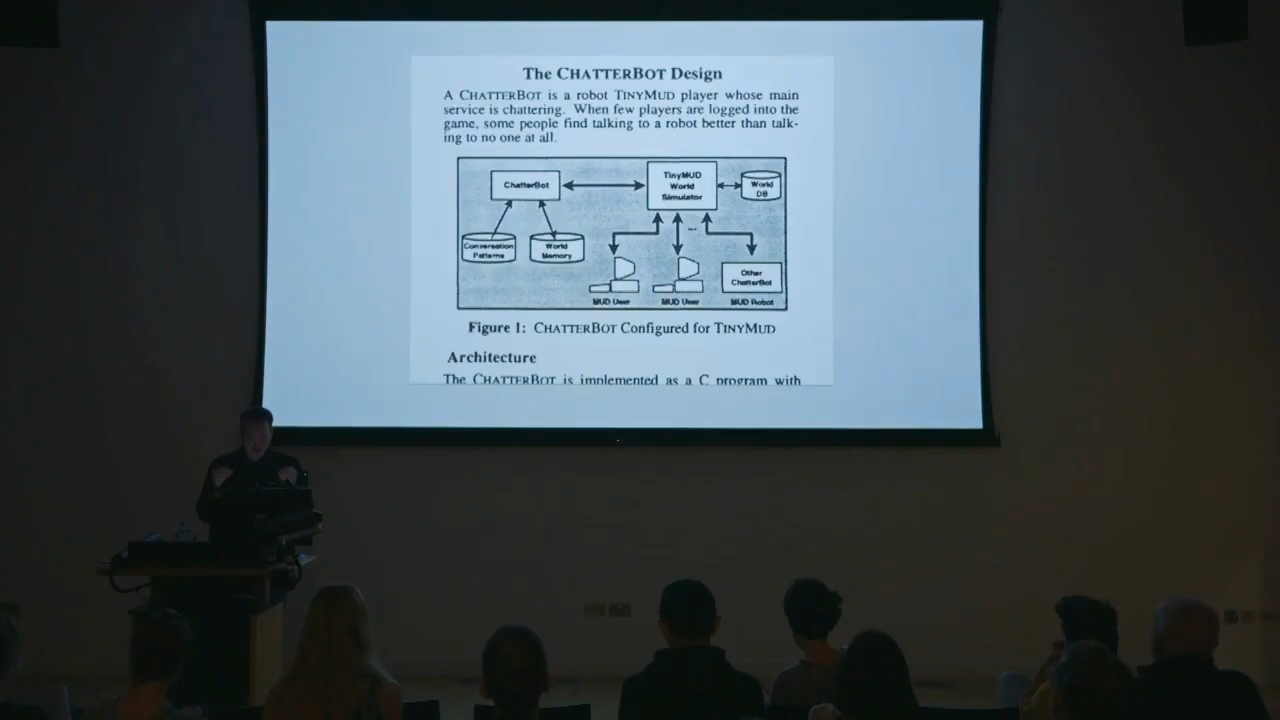 The CHATTERBOT Design
A CHATTERBOT is a robot TINYMUD player whose main
service is chattering. When few players are logged into the
game, some people find talking to a robot better than talk-
ing to no one at all.
ChatterBot
TinyMUD
World
Simulator
World
DB
Conversation
Patterns
World
Memory
...
Other
ChatterBot
MUD User
MUD User
MUD Robot
Figure 1: CHATTERBOT Configured for TINYMUD
Architecture
The CHATTERBOT is implemented as a C program with